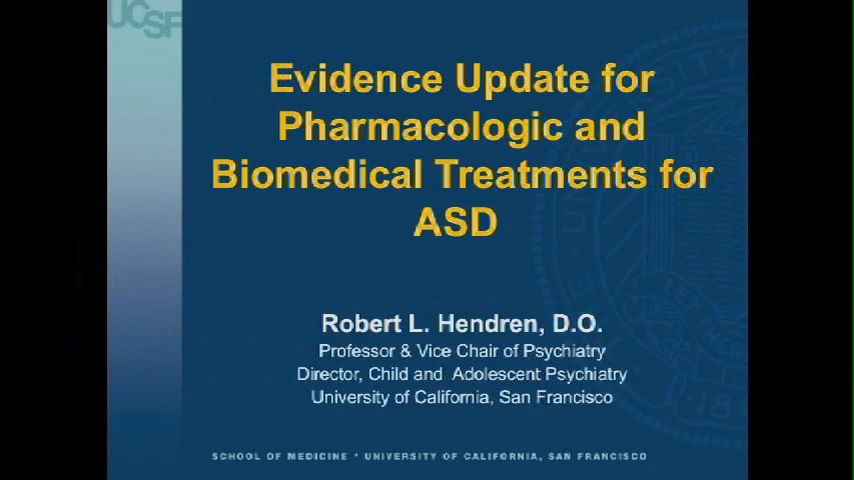 UCSF
Evidence Update for
Pharmacologic and
Biomedical Treatments for
ASD
Robert L. Hendren, D.O.
Professor & Vice Chair of Psychiatry
Director, Child and Adolescent Psychiatry
University of California, San Francisco
SCHOOL OF MEDICINE * UNIVERSITY OF CALIFORNIA, SAN FRANCISCO